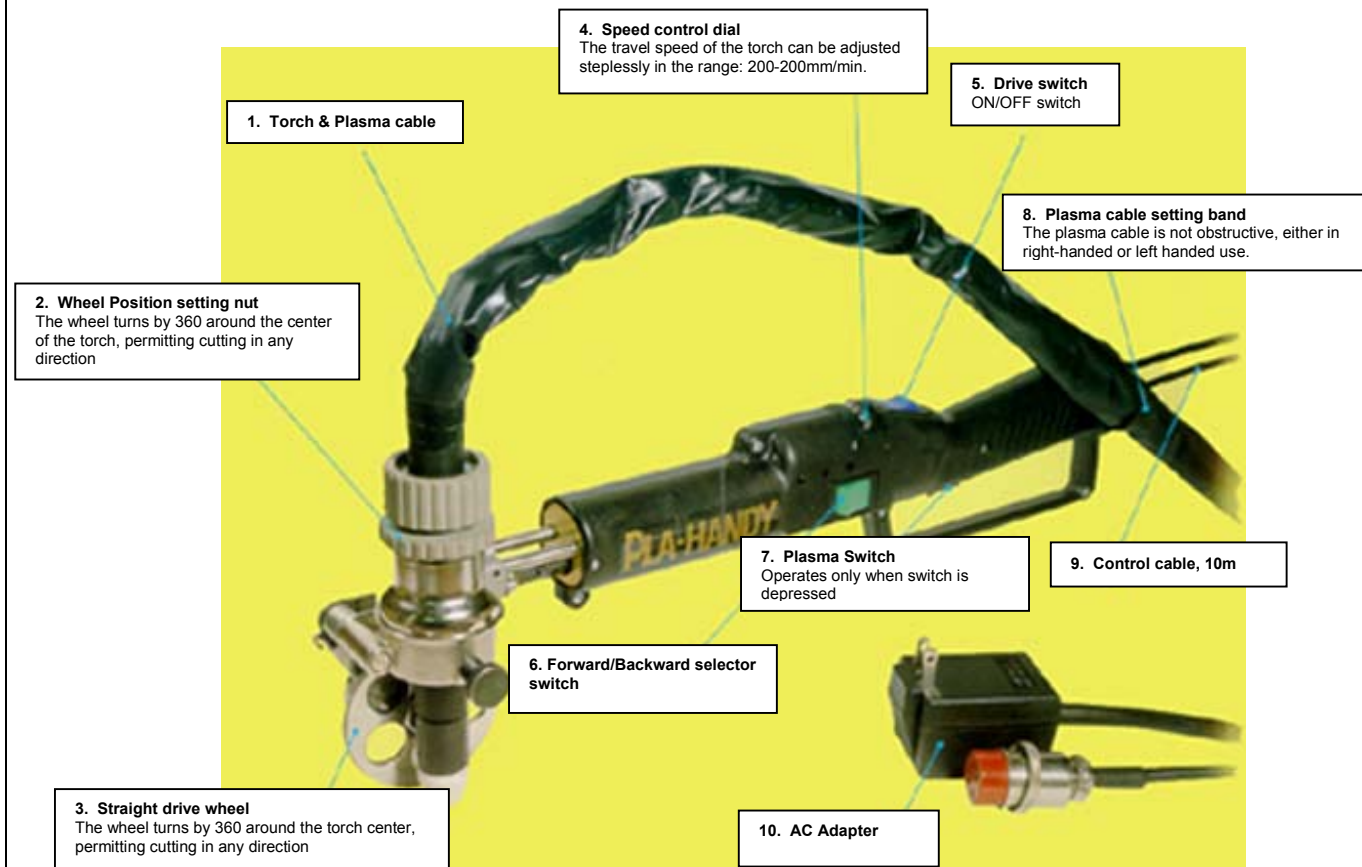 4. Speed control dial
The travel speed of the torch can be adjusted
steplessly in the range: 200-200mm/min.
5. Drive switch
ON/OFF switch
1. Torch & Plasma cable
8. Plasma cable setting band
The plasma cable is not obstructive, either in
right-handed or left handed use.
2. Wheel Position setting nut
The wheel turns by 360 around the center
of the torch, permitting cutting in any
direction
PLA-HANDY
7. Plasma Switch
Operates only when switch is
depressed
9. Control cable, 10m
6. Forward/Backward selector
switch
3. Straight drive wheel
The wheel turns by 360 around the torch center,
permitting cutting in any direction
10. AC Adapter